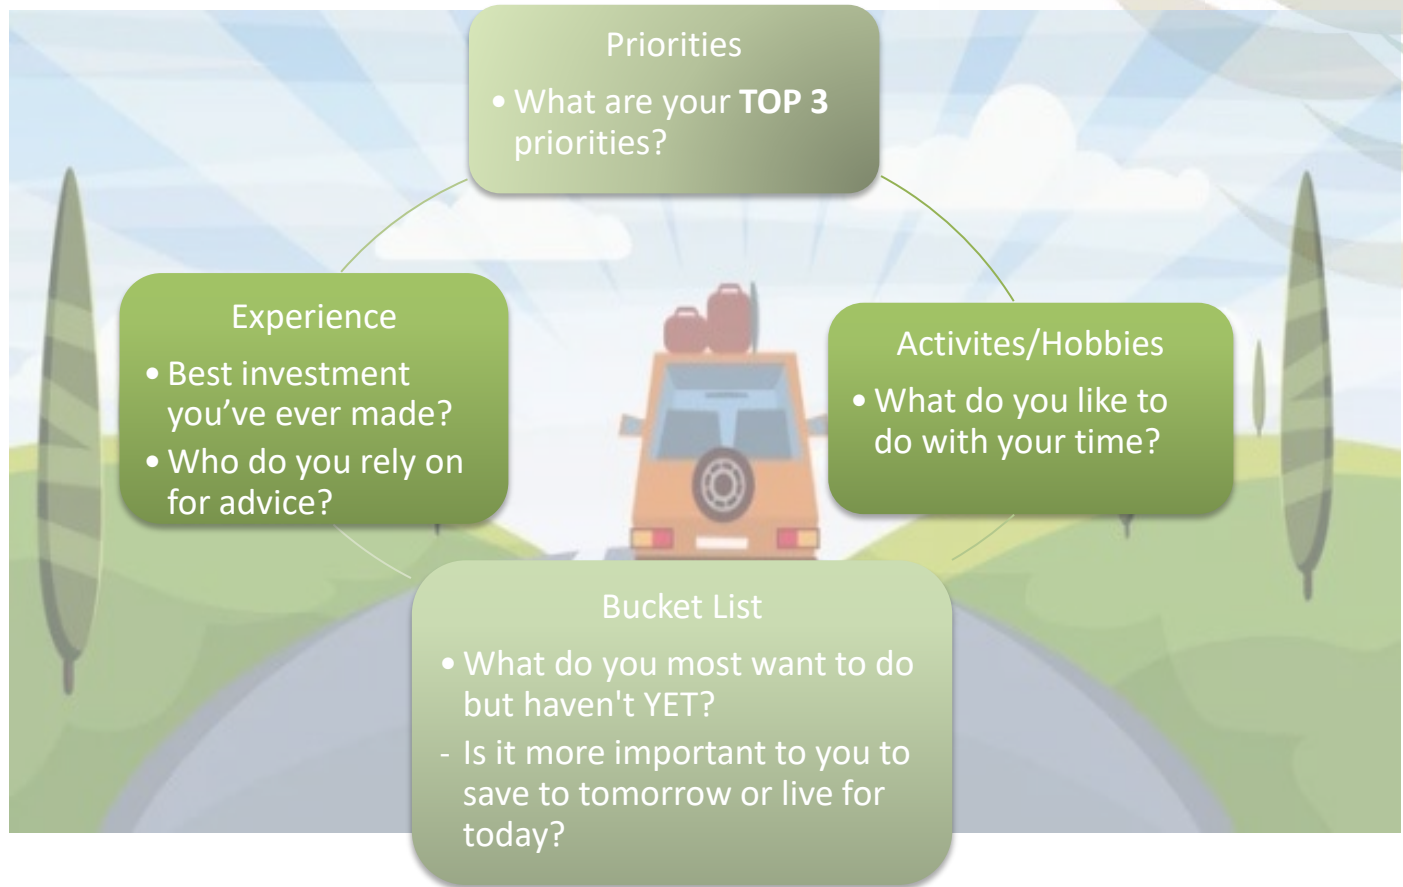 Priorities
• What are your TOP 3
priorities?
Experience
• Best investment
you’ve ever made?
• Who do you rely on
for advice?
Activites/Hobbies
• What do you like to
do with your time?
Bucket List
• What do you most want to do
but haven't YET?
- Is it more important to you to
save to tomorrow or live for
today?